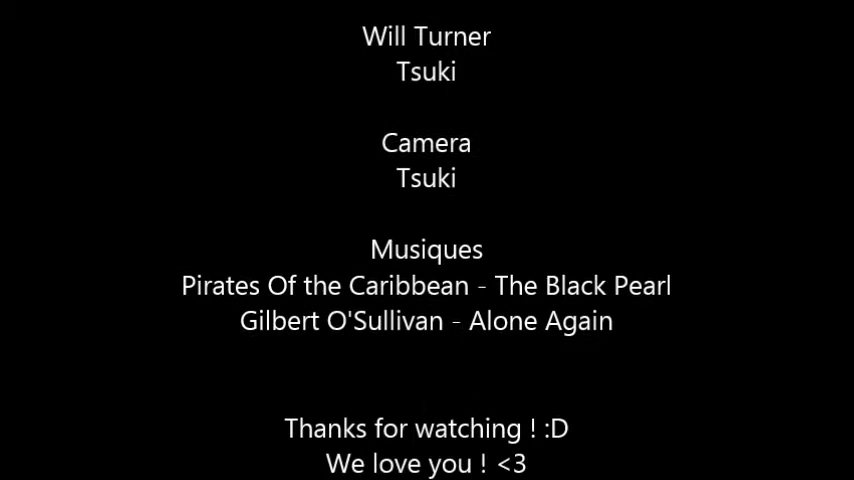 Will Turner
Tsuki
Camera
Tsuki
Musiques
Pirates Of the Caribbean - The Black Pearl
Gilbert O'Sullivan - Alone Again
Thanks for watching ! :D
We love you ! <3